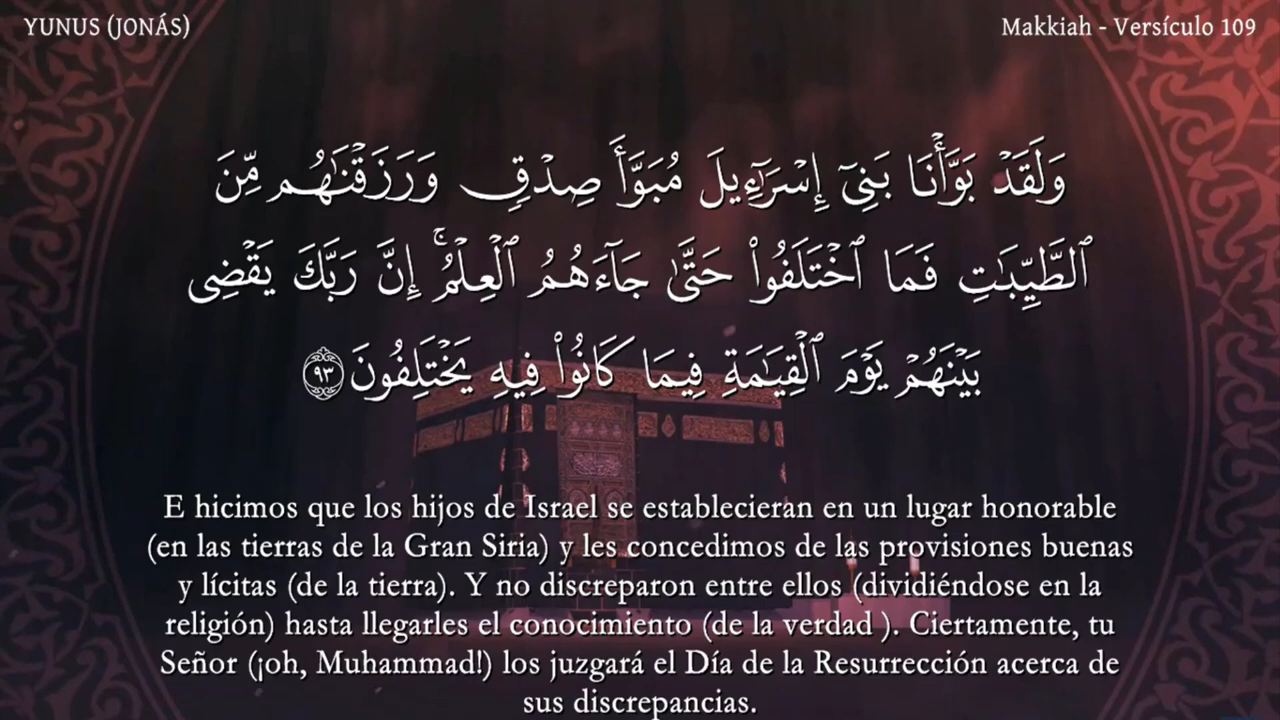 YUNUS (JONÁS)
Makkiah - Versículo 109
وَلَقَدْ بَوَّأْنَا بَنِىٓ إِسْرَٰٓءِيلَ مُبَوَّأَ صِدْقٍ وَرَزَقْنَٰهُم مِّنَ
ٱلطَّيِّبَٰتِ فَمَا ٱخْتَلَفُوا۟ حَتَّىٰ جَآءَهُمُ ٱلْعِلْمُ ۚ إِنَّ رَبَّكَ يَقْضِى
بَيْنَهُمْ يَوْمَ ٱلْقِيَٰمَةِ فِيمَا كَانُوا۟ فِيهِ يَخْتَلِفُونَ ٩٣
E hicimos que los hijos de Israel se establecieran en un lugar honorable
(en las tierras de la Gran Siria) y les concedimos de las provisiones buenas
y lícitas (de la tierra). Y no discreparon entre ellos (dividiéndose en la
religión) hasta llegarles el conocimiento (de la verdad ). Ciertamente, tu
Señor (¡oh, Muhammad!) los juzgará el Día de la Resurrección acerca de
sus discrepancias.